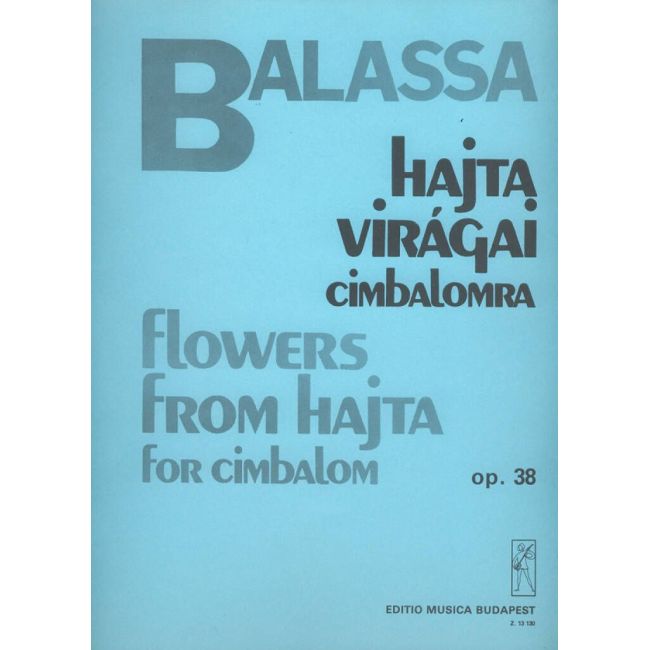 BALASSA
HAJTA
VIRÁGAI
CIMBALOMRA
FLOWERS
FROM HAJTA
FOR CIMBALOM
op. 38
EDITIO MUSICA BUDAPEST
Z. 13 130